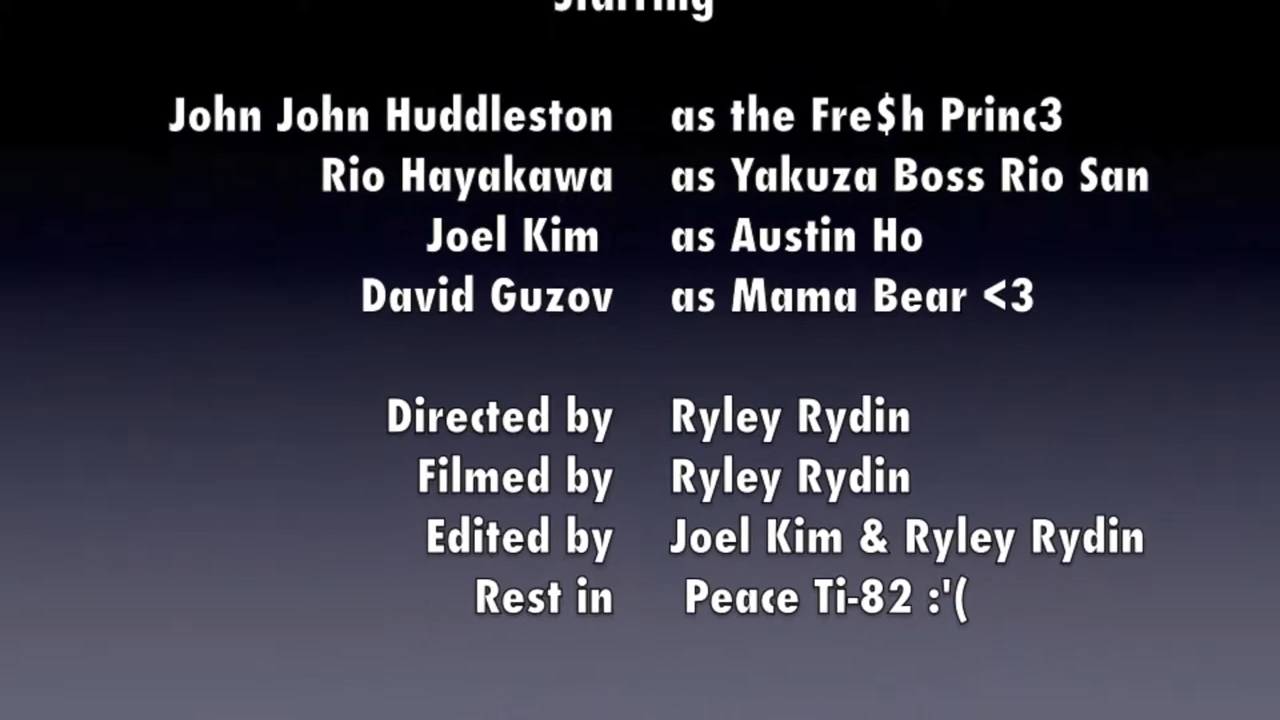 Starring
John John Huddleston as the Fre$h Princ3
Rio Hayakawa as Yakuza Boss Rio San
Joel Kim as Austin Ho
David Guzov as Mama Bear <3
Directed by Ryley Rydin
Filmed by Ryley Rydin
Edited by Joel Kim & Ryley Rydin
Rest in Peace Ti-82 :'(